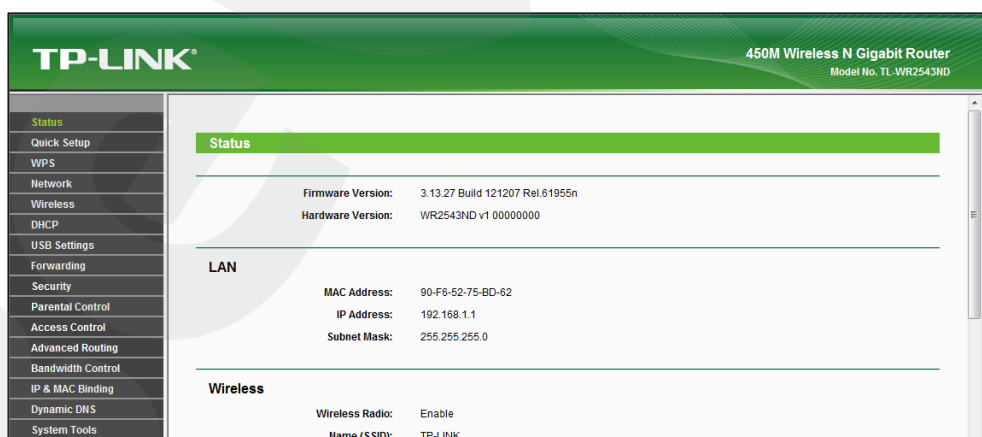 TP-LINK®
450M Wireless N Gigabit Router
Model No. TL-WR2543ND
Status
Quick Setup
WPS
Network
Wireless
DHCP
USB Settings
Forwarding
Security
Parental Control
Access Control
Advanced Routing
Bandwidth Control
IP & MAC Binding
Dynamic DNS
System Tools
Status
Firmware Version: 3.13.27 Build 121207 Rel.61955n
Hardware Version: WR2543ND v1 00000000
LAN
MAC Address: 90-F6-52-75-BD-62
IP Address: 192.168.1.1
Subnet Mask: 255.255.255.0
Wireless
Wireless Radio: Enable
Name (SSID): TP-LINK